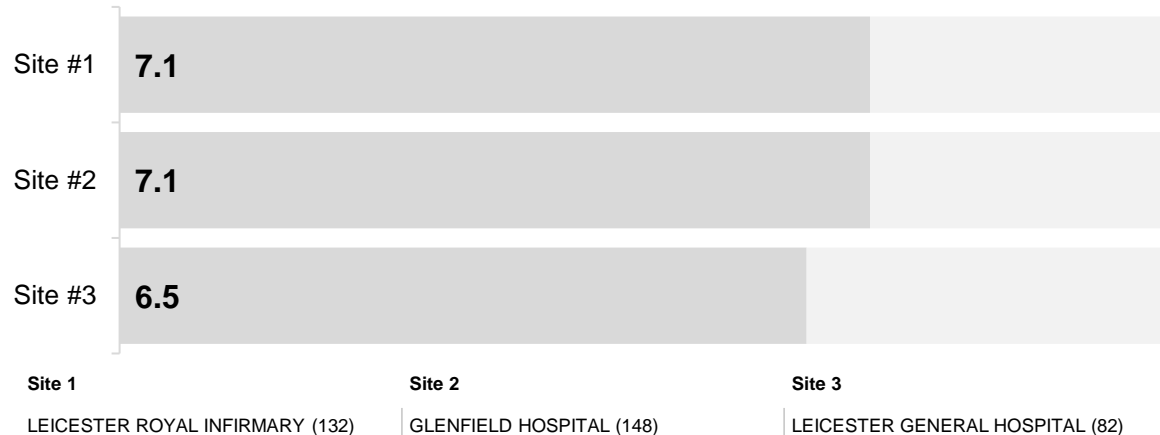 Site #1 7.1
Site #2 7.1
Site #3 6.5
Site 1 Site 2 Site 3
LEICESTER ROYAL INFIRMARY (132) GLENFIELD HOSPITAL (148) LEICESTER GENERAL HOSPITAL (82)